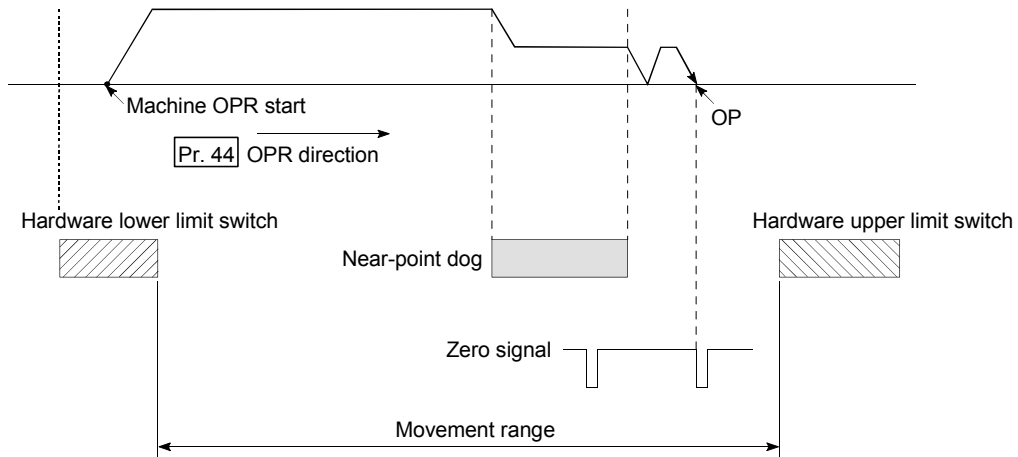 Machine OPR start
OP
Pr. 44 OPR direction
Hardware lower limit switch
Hardware upper limit switch
Near-point dog
Zero signal
Movement range